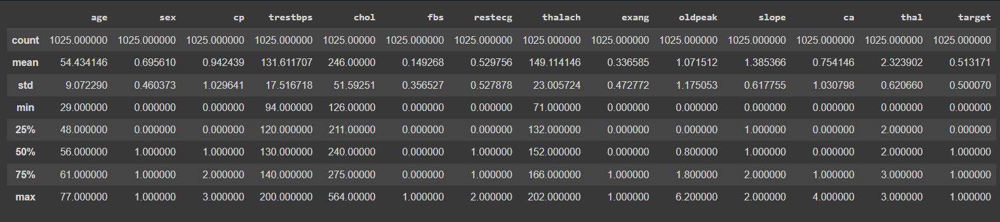 age sex cp trestbps chol fbs restecg thalach exang oldpeak slope ca thal target
count 1025.000000 1025.000000 1025.000000 1025.000000 1025.00000 1025.000000 1025.000000 1025.000000 1025.000000 1025.000000 1025.000000 1025.000000 1025.000000 1025.000000
mean 54.434146 0.695610 0.942439 131.611707 246.00000 0.149268 0.529756 149.114146 0.336585 1.071512 1.385366 0.754146 2.323902 0.513171
std 9.072290 0.460373 1.029641 17.516718 51.59251 0.356527 0.527878 23.005724 0.472772 1.175053 0.617755 1.030798 0.620660 0.500070
min 29.000000 0.000000 0.000000 94.000000 126.00000 0.000000 0.000000 71.000000 0.000000 0.000000 0.000000 0.000000 0.000000 0.000000
25% 48.000000 0.000000 0.000000 120.000000 211.00000 0.000000 0.000000 132.000000 0.000000 0.000000 1.000000 0.000000 2.000000 0.000000
50% 56.000000 1.000000 1.000000 130.000000 240.00000 0.000000 1.000000 152.000000 0.000000 0.800000 1.000000 0.000000 2.000000 1.000000
75% 61.000000 1.000000 2.000000 140.000000 275.00000 0.000000 1.000000 166.000000 1.000000 1.800000 2.000000 1.000000 3.000000 1.000000
max 77.000000 1.000000 3.000000 200.000000 564.00000 1.000000 2.000000 202.000000 1.000000 6.200000 2.000000 4.000000 3.000000 1.000000